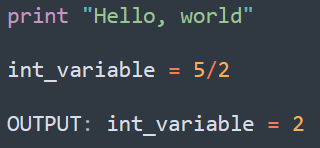 print "Hello, world"
int_variable = 5/2
OUTPUT: int_variable = 2